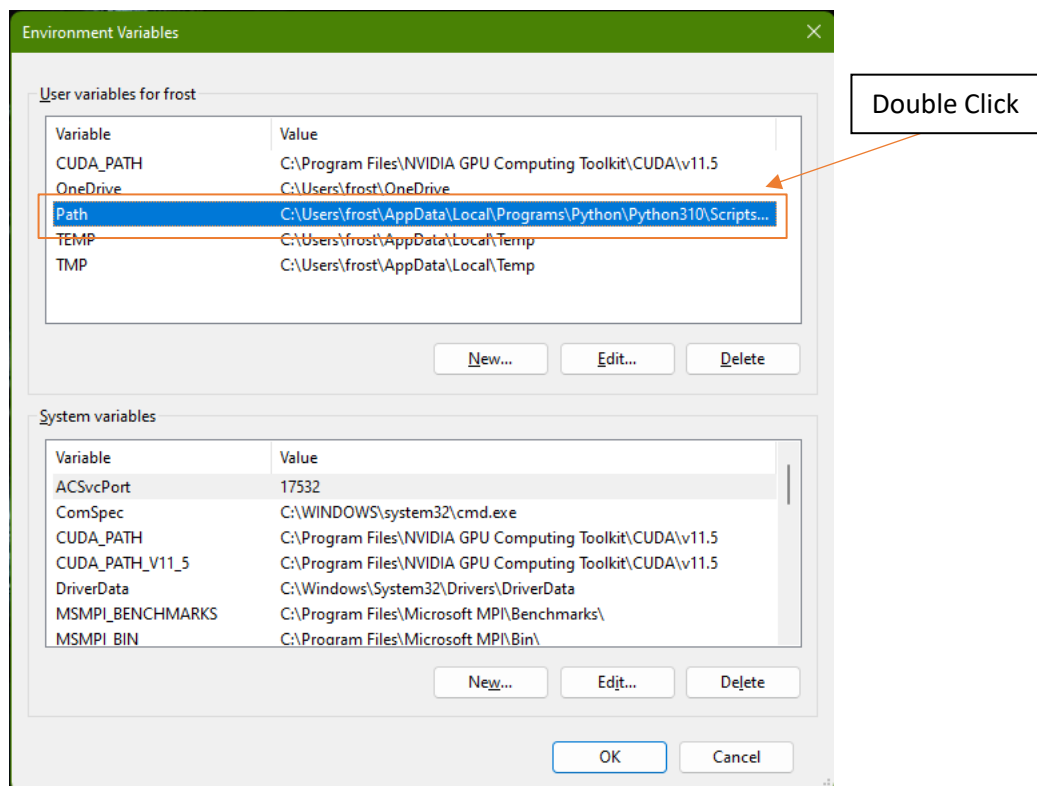 Environment Variables
User variables for frost
Double Click
Variable Value
CUDA_PATH C:\Program Files\NVIDIA GPU Computing Toolkit\CUDA\v11.5
OneDrive C:\Users\frost\OneDrive
Path C:\Users\frost\AppData\Local\Programs\Python\Python310\Scripts...
TEMP C:\Users\frost\AppData\Local\Temp
TMP C:\Users\frost\AppData\Local\Temp
New... Edit... Delete
System variables
Variable Value
ACSvcPort 17532
ComSpec C:\WINDOWS\system32\cmd.exe
CUDA_PATH C:\Program Files\NVIDIA GPU Computing Toolkit\CUDA\v11.5
CUDA_PATH_V11_5 C:\Program Files\NVIDIA GPU Computing Toolkit\CUDA\v11.5
DriverData C:\Windows\System32\Drivers\DriverData
MSMPI_BENCHMARKS C:\Program Files\Microsoft MPI\Benchmarks\
MSMPI_BIN C:\Program Files\Microsoft MPI\Bin\
New... Edit... Delete
OK Cancel